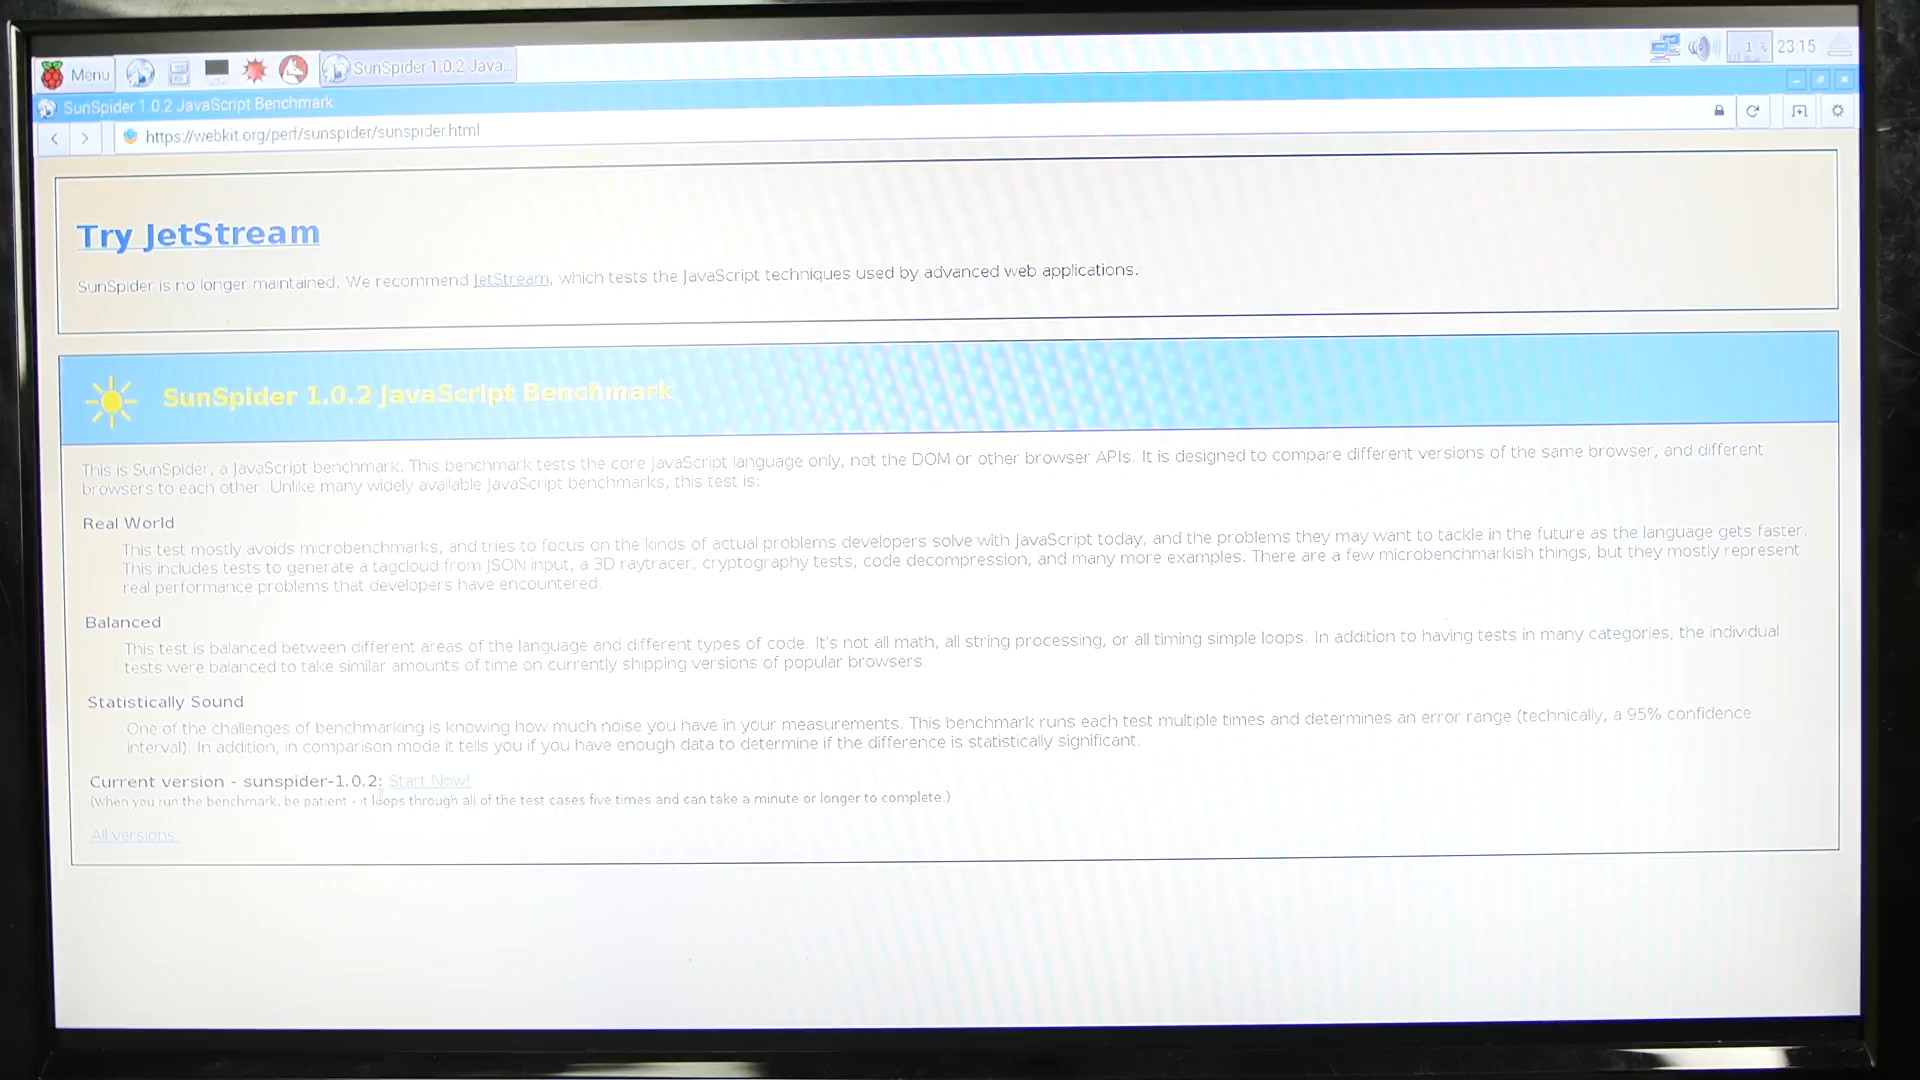 Menu
SunSpider 1.0.2 Java...
1 %
23:15
SunSpider 1.0.2 JavaScript Benchmark
https://webkit.org/perf/sunspider/sunspider.html
Try JetStream
SunSpider is no longer maintained. We recommend JetStream, which tests the JavaScript techniques used by advanced web applications.
SunSpider 1.0.2 JavaScript Benchmark
This is SunSpider, a JavaScript benchmark. This benchmark tests the core JavaScript language only, not the DOM or other browser APIs. It is designed to compare different versions of the same browser, and different
browsers to each other. Unlike many widely available JavaScript benchmarks, this test is:
Real World
This test mostly avoids microbenchmarks, and tries to focus on the kinds of actual problems developers solve with JavaScript today, and the problems they may want to tackle in the future as the language gets faster.
This includes tests to generate a tagcloud from JSON input, a 3D raytracer, cryptography tests, code decompression, and many more examples. There are a few microbenchmarkish things, but they mostly represent
real performance problems that developers have encountered.
Balanced
This test is balanced between different areas of the language and different types of code. It's not all math, all string processing, or all timing simple loops. In addition to having tests in many categories, the individual
tests were balanced to take similar amounts of time on currently shipping versions of popular browsers.
Statistically Sound
One of the challenges of benchmarking is knowing how much noise you have in your measurements. This benchmark runs each test multiple times and determines an error range (technically, a 95% confidence
interval). In addition, in comparison mode it tells you if you have enough data to determine if the difference is statistically significant.
Current version - sunspider-1.0.2: Start Now!
(When you run the benchmark, be patient - it loops through all of the test cases five times and can take a minute or longer to complete.)
All versions.